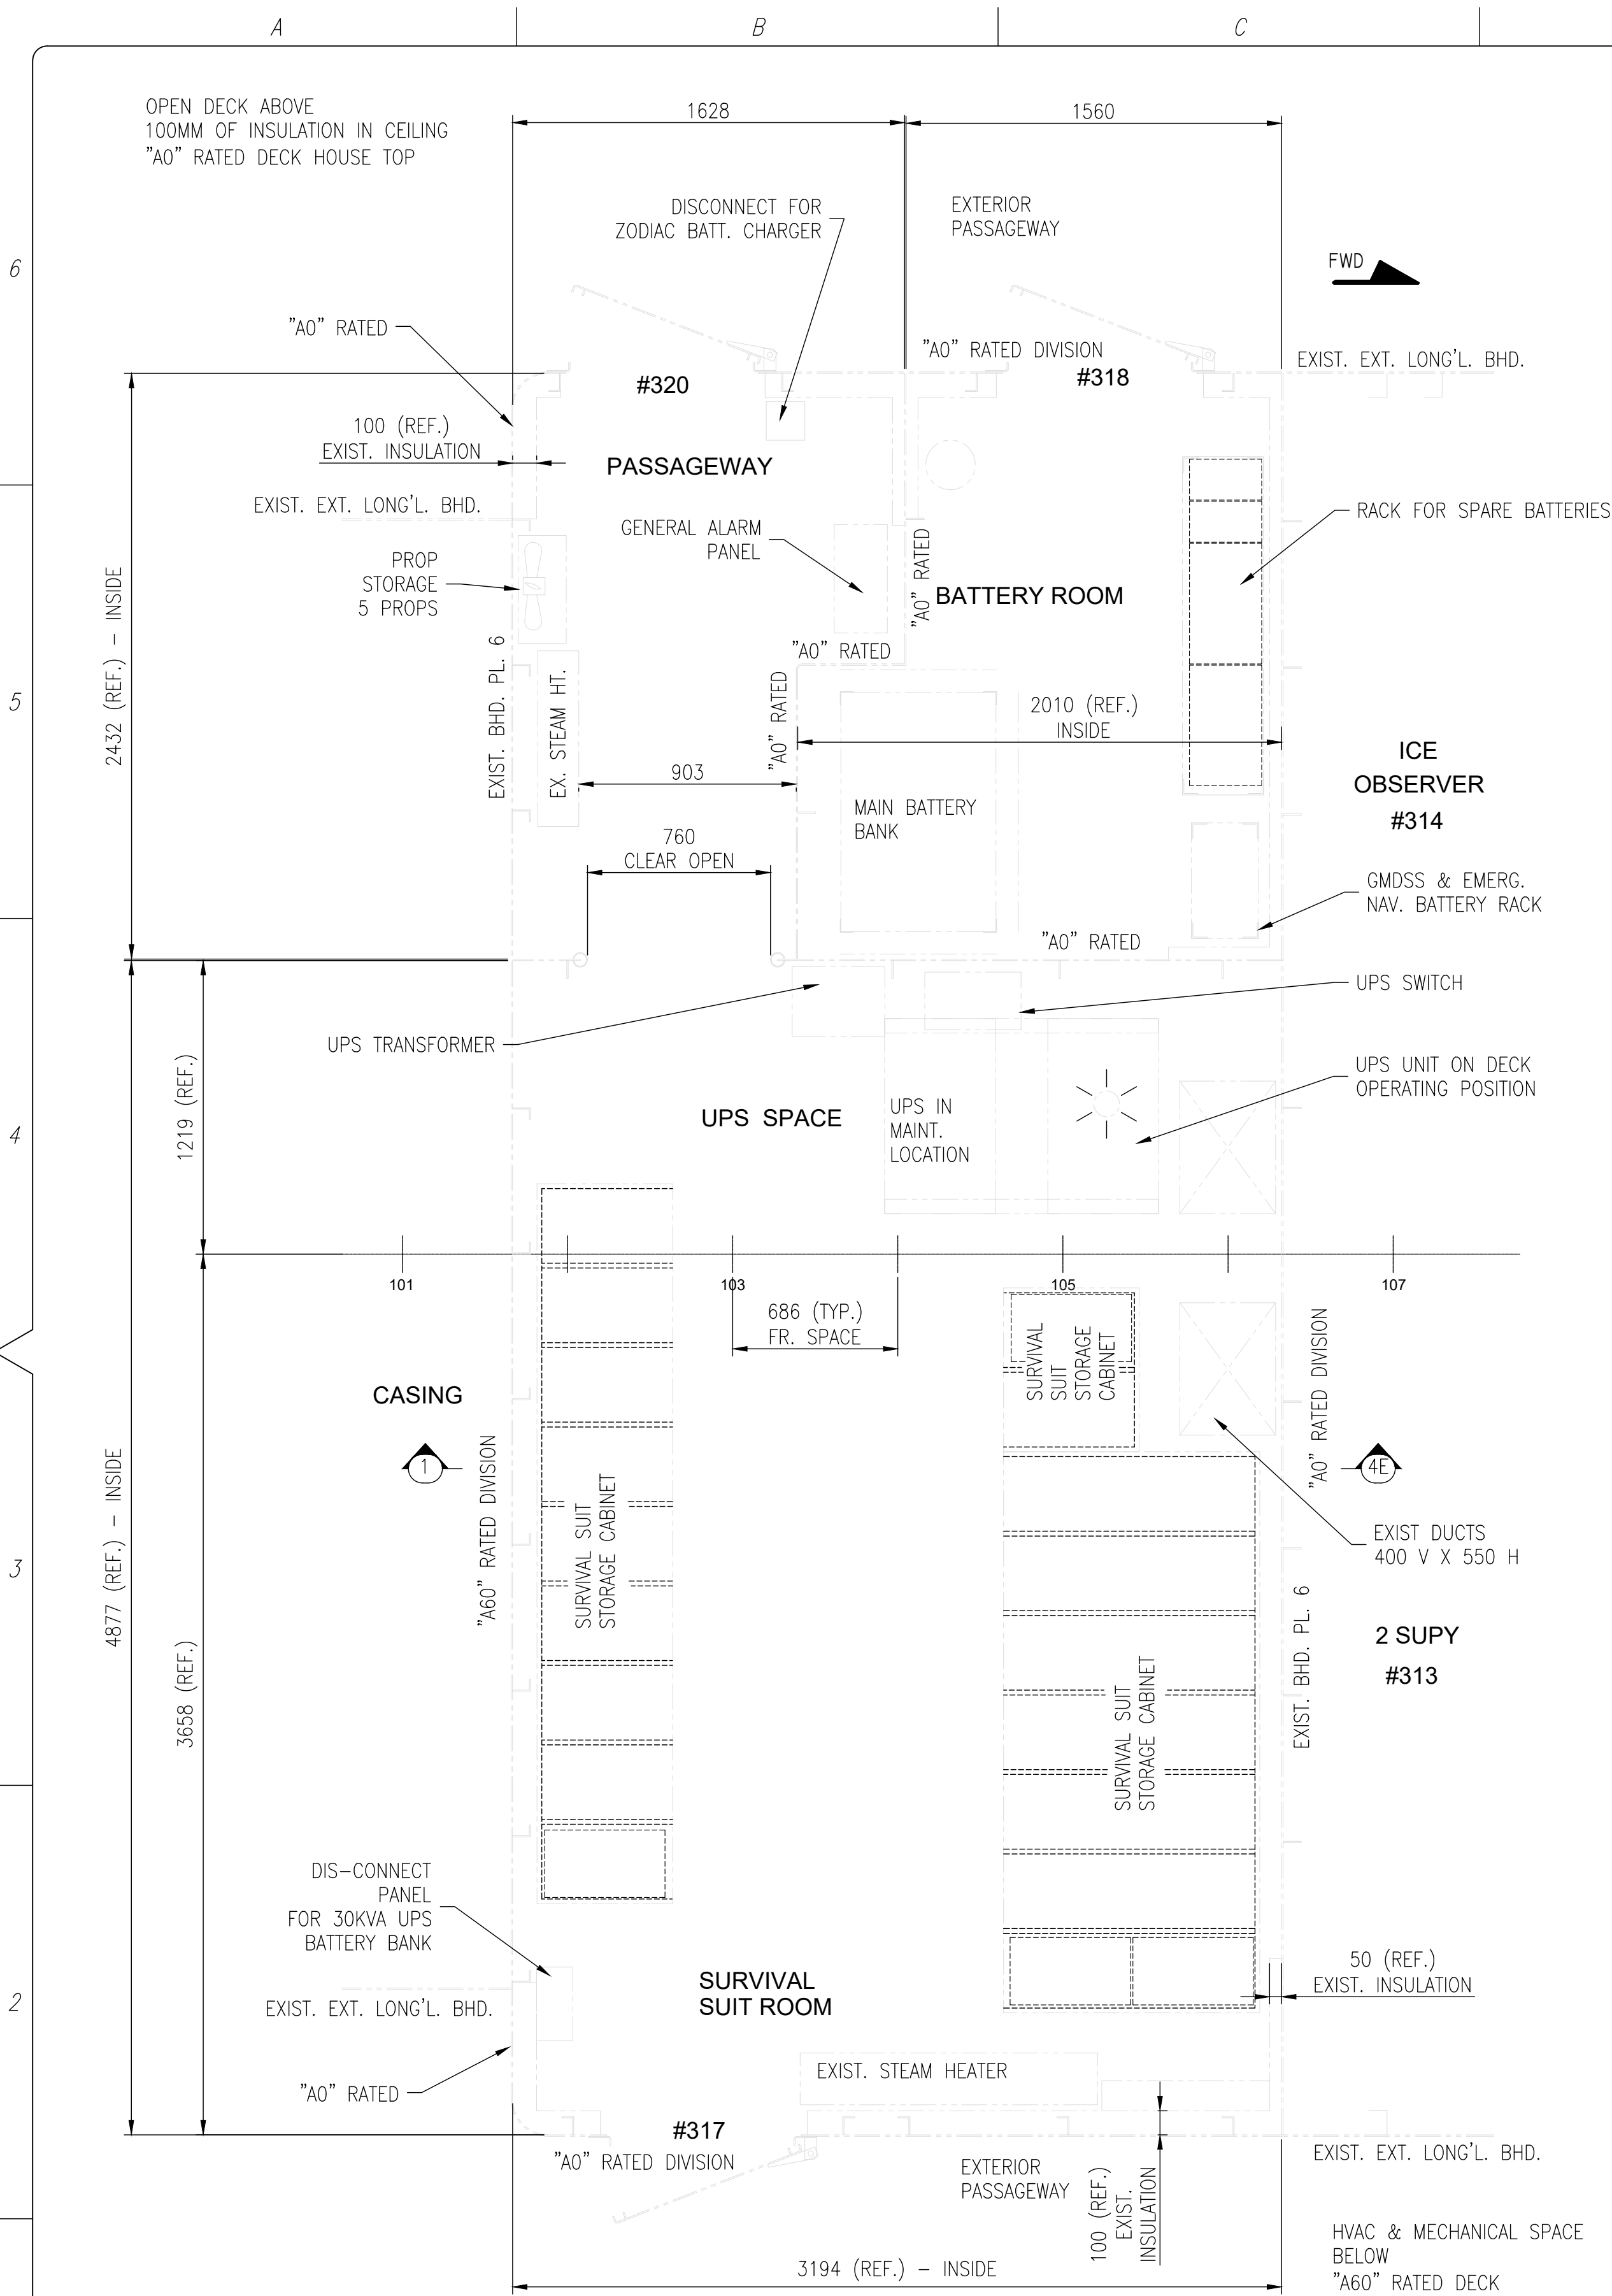 A
B
C
OPEN DECK ABOVE
100MM OF INSULATION IN CEILING
"A0" RATED DECK HOUSE TOP
1628
1560
DISCONNECT FOR
ZODIAC BATT. CHARGER
EXTERIOR
PASSAGEWAY
6
FWD
"A0" RATED
"A0" RATED DIVISION
EXIST. EXT. LONG'L. BHD.
#320
#318
100 (REF.)
EXIST. INSULATION
PASSAGEWAY
EXIST. EXT. LONG'L. BHD.
RACK FOR SPARE BATTERIES
GENERAL ALARM
PANEL
"A0" RATED
PROP
STORAGE
5 PROPS
BATTERY ROOM
2432 (REF.) - INSIDE
EXIST. BHD. PL. 6
"A0" RATED
5
EX. STEAM HT.
"A0" RATED
2010 (REF.)
INSIDE
ICE
OBSERVER
#314
903
MAIN BATTERY
BANK
760
CLEAR OPEN
GMDSS & EMERG.
NAV. BATTERY RACK
"A0" RATED
UPS SWITCH
UPS TRANSFORMER
1219 (REF.)
UPS UNIT ON DECK
OPERATING POSITION
4
UPS SPACE
UPS IN
MAINT.
LOCATION
101
103
105
107
686 (TYP.)
FR. SPACE
SURVIVAL
SUIT
STORAGE
CABINET
"A0" RATED DIVISION
CASING
1
4E
4877 (REF.) - INSIDE
"A60" RATED DIVISION
SURVIVAL SUIT
STORAGE CABINET
EXIST DUCTS
400 V X 550 H
3
3658 (REF.)
EXIST. BHD. PL. 6
2 SUPY
#313
SURVIVAL SUIT
STORAGE CABINET
DIS-CONNECT
PANEL
FOR 30KVA UPS
BATTERY BANK
50 (REF.)
EXIST. INSULATION
SURVIVAL
SUIT ROOM
2
EXIST. EXT. LONG'L. BHD.
EXIST. STEAM HEATER
"A0" RATED
#317
"A0" RATED DIVISION
EXTERIOR
PASSAGEWAY
100 (REF.)
EXIST.
INSULATION
EXIST. EXT. LONG'L. BHD.
HVAC & MECHANICAL SPACE
BELOW
"A60" RATED DECK
3194 (REF.) - INSIDE